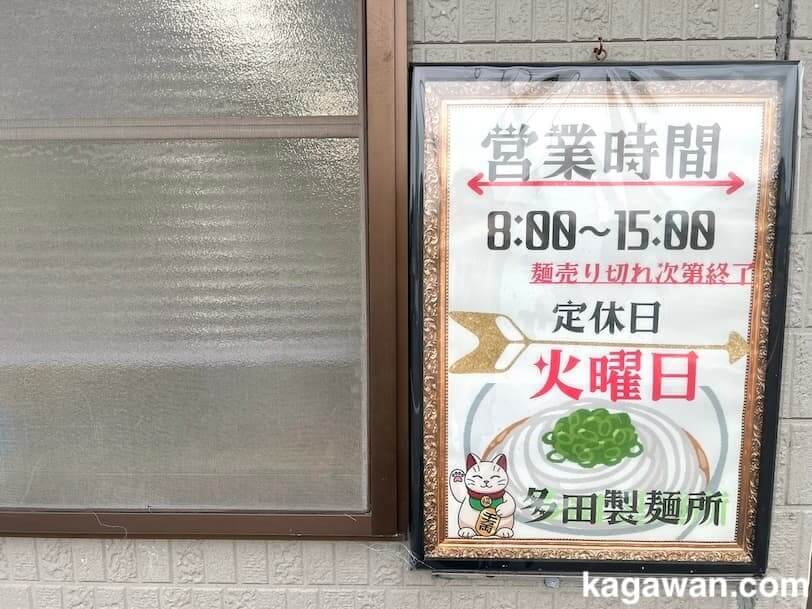 営業時間
8:00〜15:00
麺売り切れ次第終了
定休日
火曜日
多田製麺所
kagawan.com